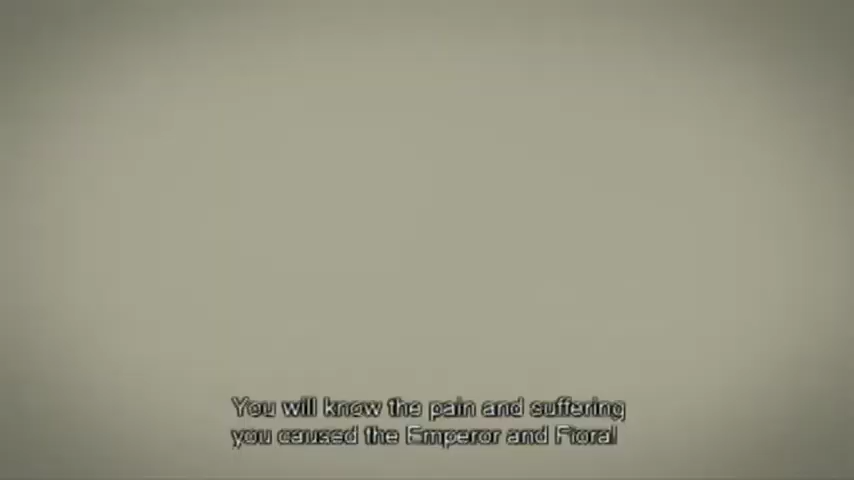 You will know the pain and suffering
you caused the Emperor and Fiora!